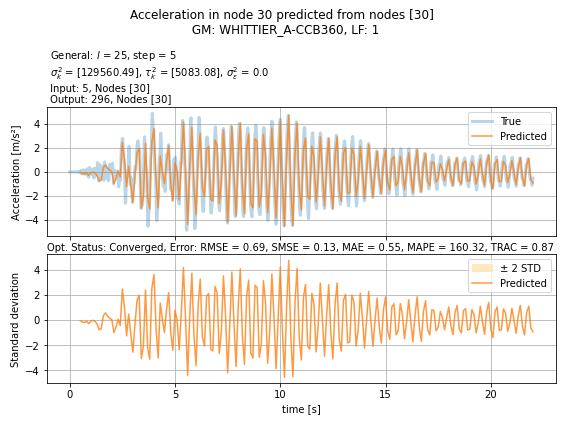 Acceleration in node 30 predicted from nodes [30]
GM: WHITTIER_A-CCB360, LF: 1
General: l = 25, step = 5
σ²ₖ = [129560.49], τ²ₖ = [5083.08], σ²ₑ = 0.0
Input: 5, Nodes [30]
Output: 296, Nodes [30]
Acceleration [m/s²]
4
2
0
−2
−4
True
Predicted
Opt. Status: Converged, Error: RMSE = 0.69, SMSE = 0.13, MAE = 0.55, MAPE = 160.32, TRAC = 0.87
Standard deviation
4
2
0
−2
−4
± 2 STD
Predicted
0
5
10
15
20
time [s]